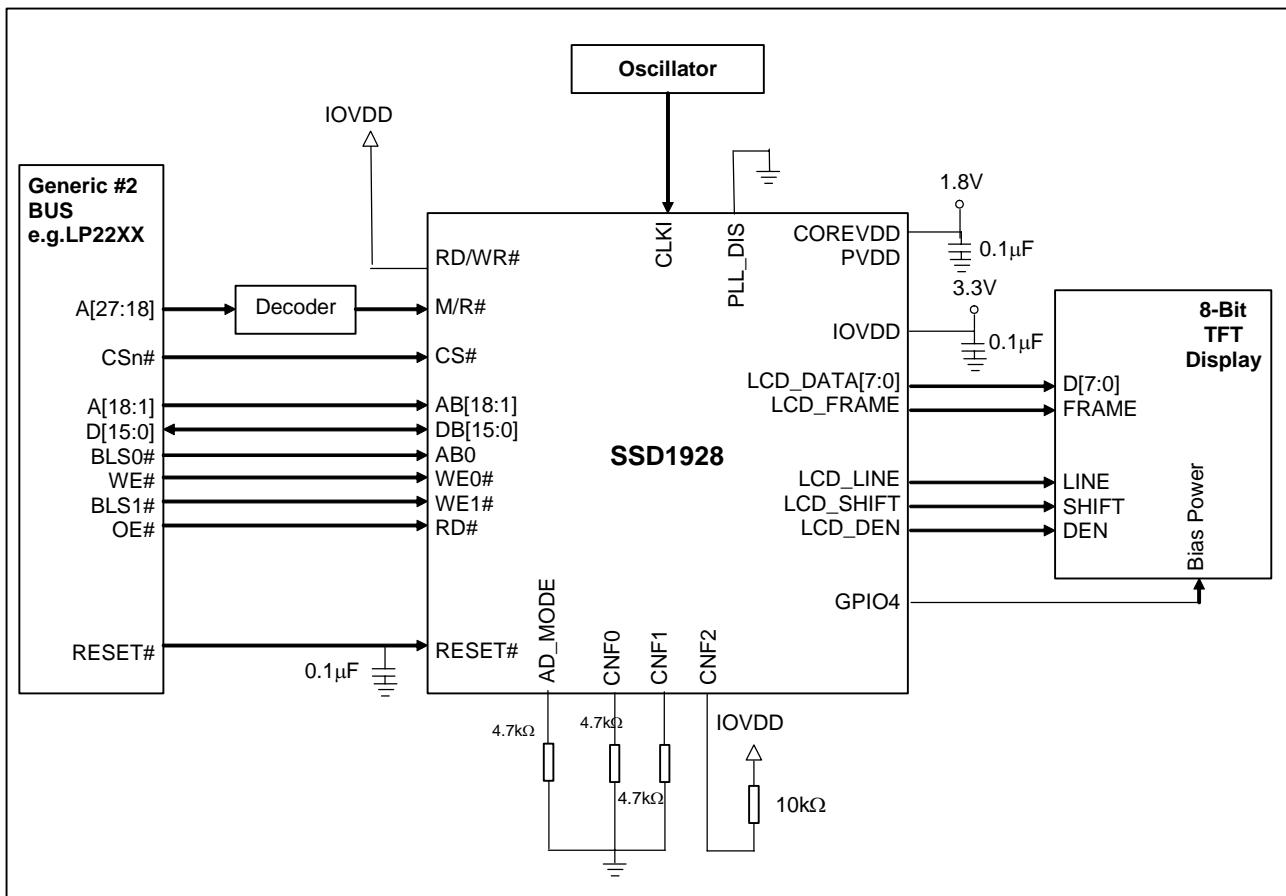 Oscillator
IOVDD
Generic #2
BUS
e.g.LP22XX
A[27:18]
CSn#
A[18:1]
D[15:0]
BLS0#
WE#
BLS1#
OE#
RESET#
Decoder
0.1µF
RD/WR#
M/R#
CS#
AB[18:1]
DB[15:0]
AB0
WE0#
WE1#
RD#
RESET#
CLKI
PLL_DIS
SSD1928
COREVDD
PVDD
IOVDD
LCD_DATA[7:0]
LCD_FRAME
LCD_LINE
LCD_SHIFT
LCD_DEN
GPIO4
AD_MODE
CNF0
CNF1
CNF2
1.8V
0.1µF
3.3V
0.1µF
8-Bit
TFT
Display
D[7:0]
FRAME
LINE
SHIFT
DEN
Bias Power
4.7kΩ
4.7kΩ
4.7kΩ
IOVDD
10kΩ